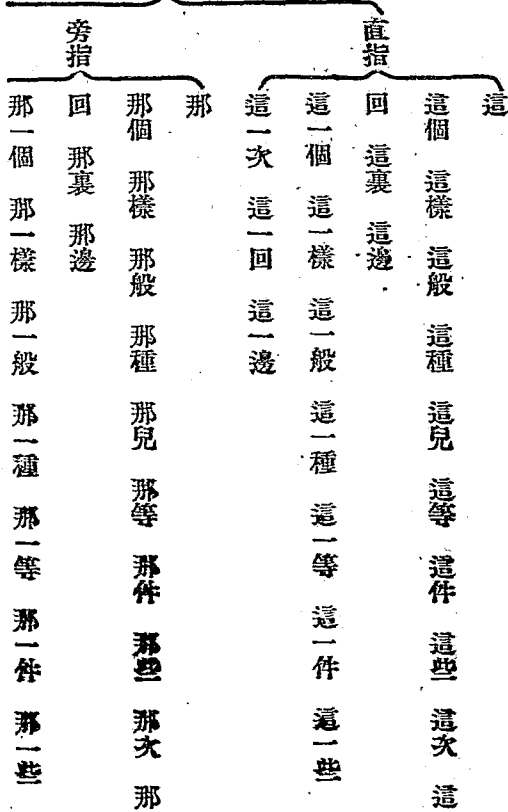 直指
這
這個 這樣 這般 這種 這兒 這等 這件 這些 這次 這
回 這裏 這邊
這一個 這一樣 這一般 這一種 這一等 這一件 這一些
這一次 這一回 這一邊
旁指
那
那個 那樣 那般 那種 那兒 那等 那件 那些 那次 那
回 那裏 那邊
那一個 那一樣 那一般 那一種 那一等 那一件 那一些